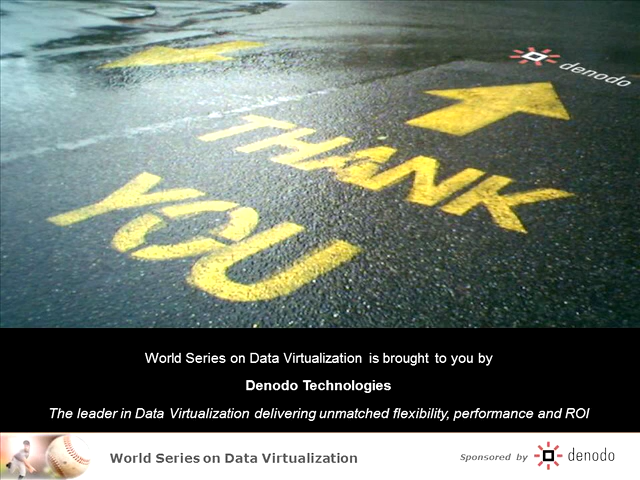 denodo
THANK
YOU
World Series on Data Virtualization is brought to you by
Denodo Technologies
The leader in Data Virtualization delivering unmatched flexibility, performance and ROI
World Series on Data Virtualization
Sponsored by denodo